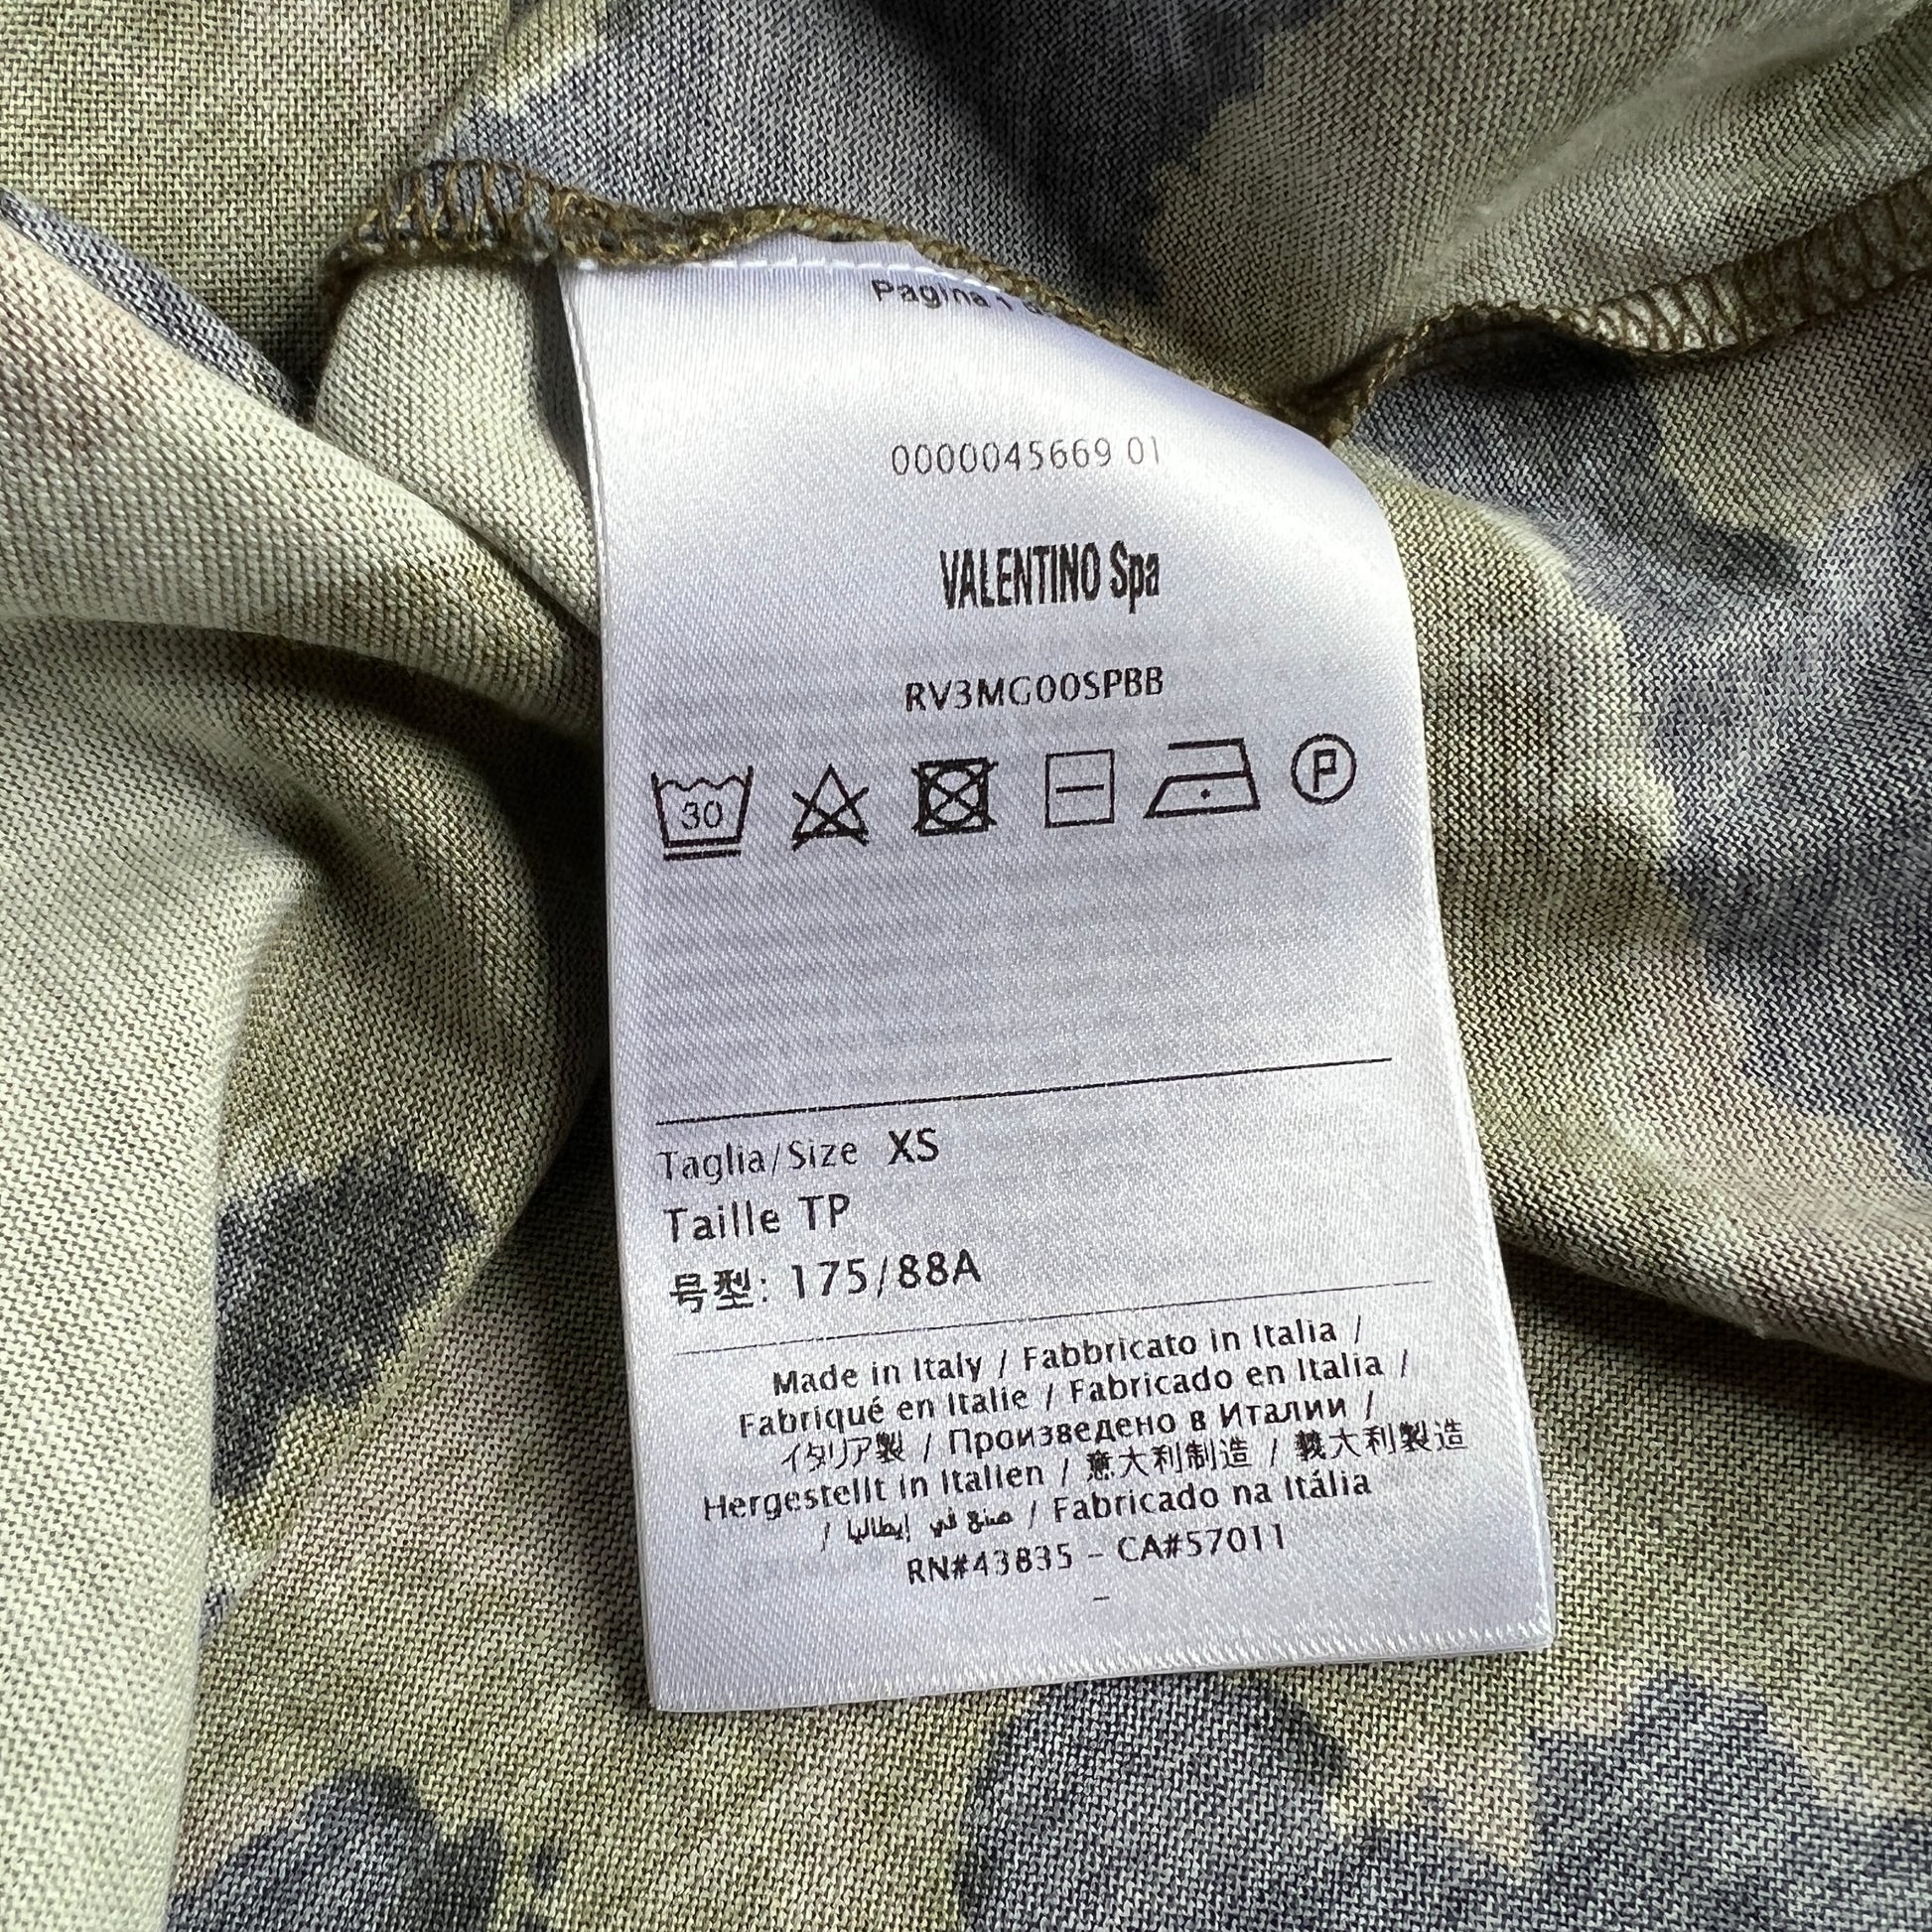 Pagina 1
0000045669 01
VALENTINO Spa
RV3MG00SPBB
30 P
Taglia/Size XS
Taille TP
号型: 175/88A
Made in Italy / Fabbricato in Italia /
Fabriqué en Italie / Fabricado en Italia /
イタリア製 / Произведено в Италии /
Hergestellt in Italien / 意大利制造 / 義大利製造
/ صنع في إيطاليا / Fabricado na Itália
RN#43835 - CA#57011
-